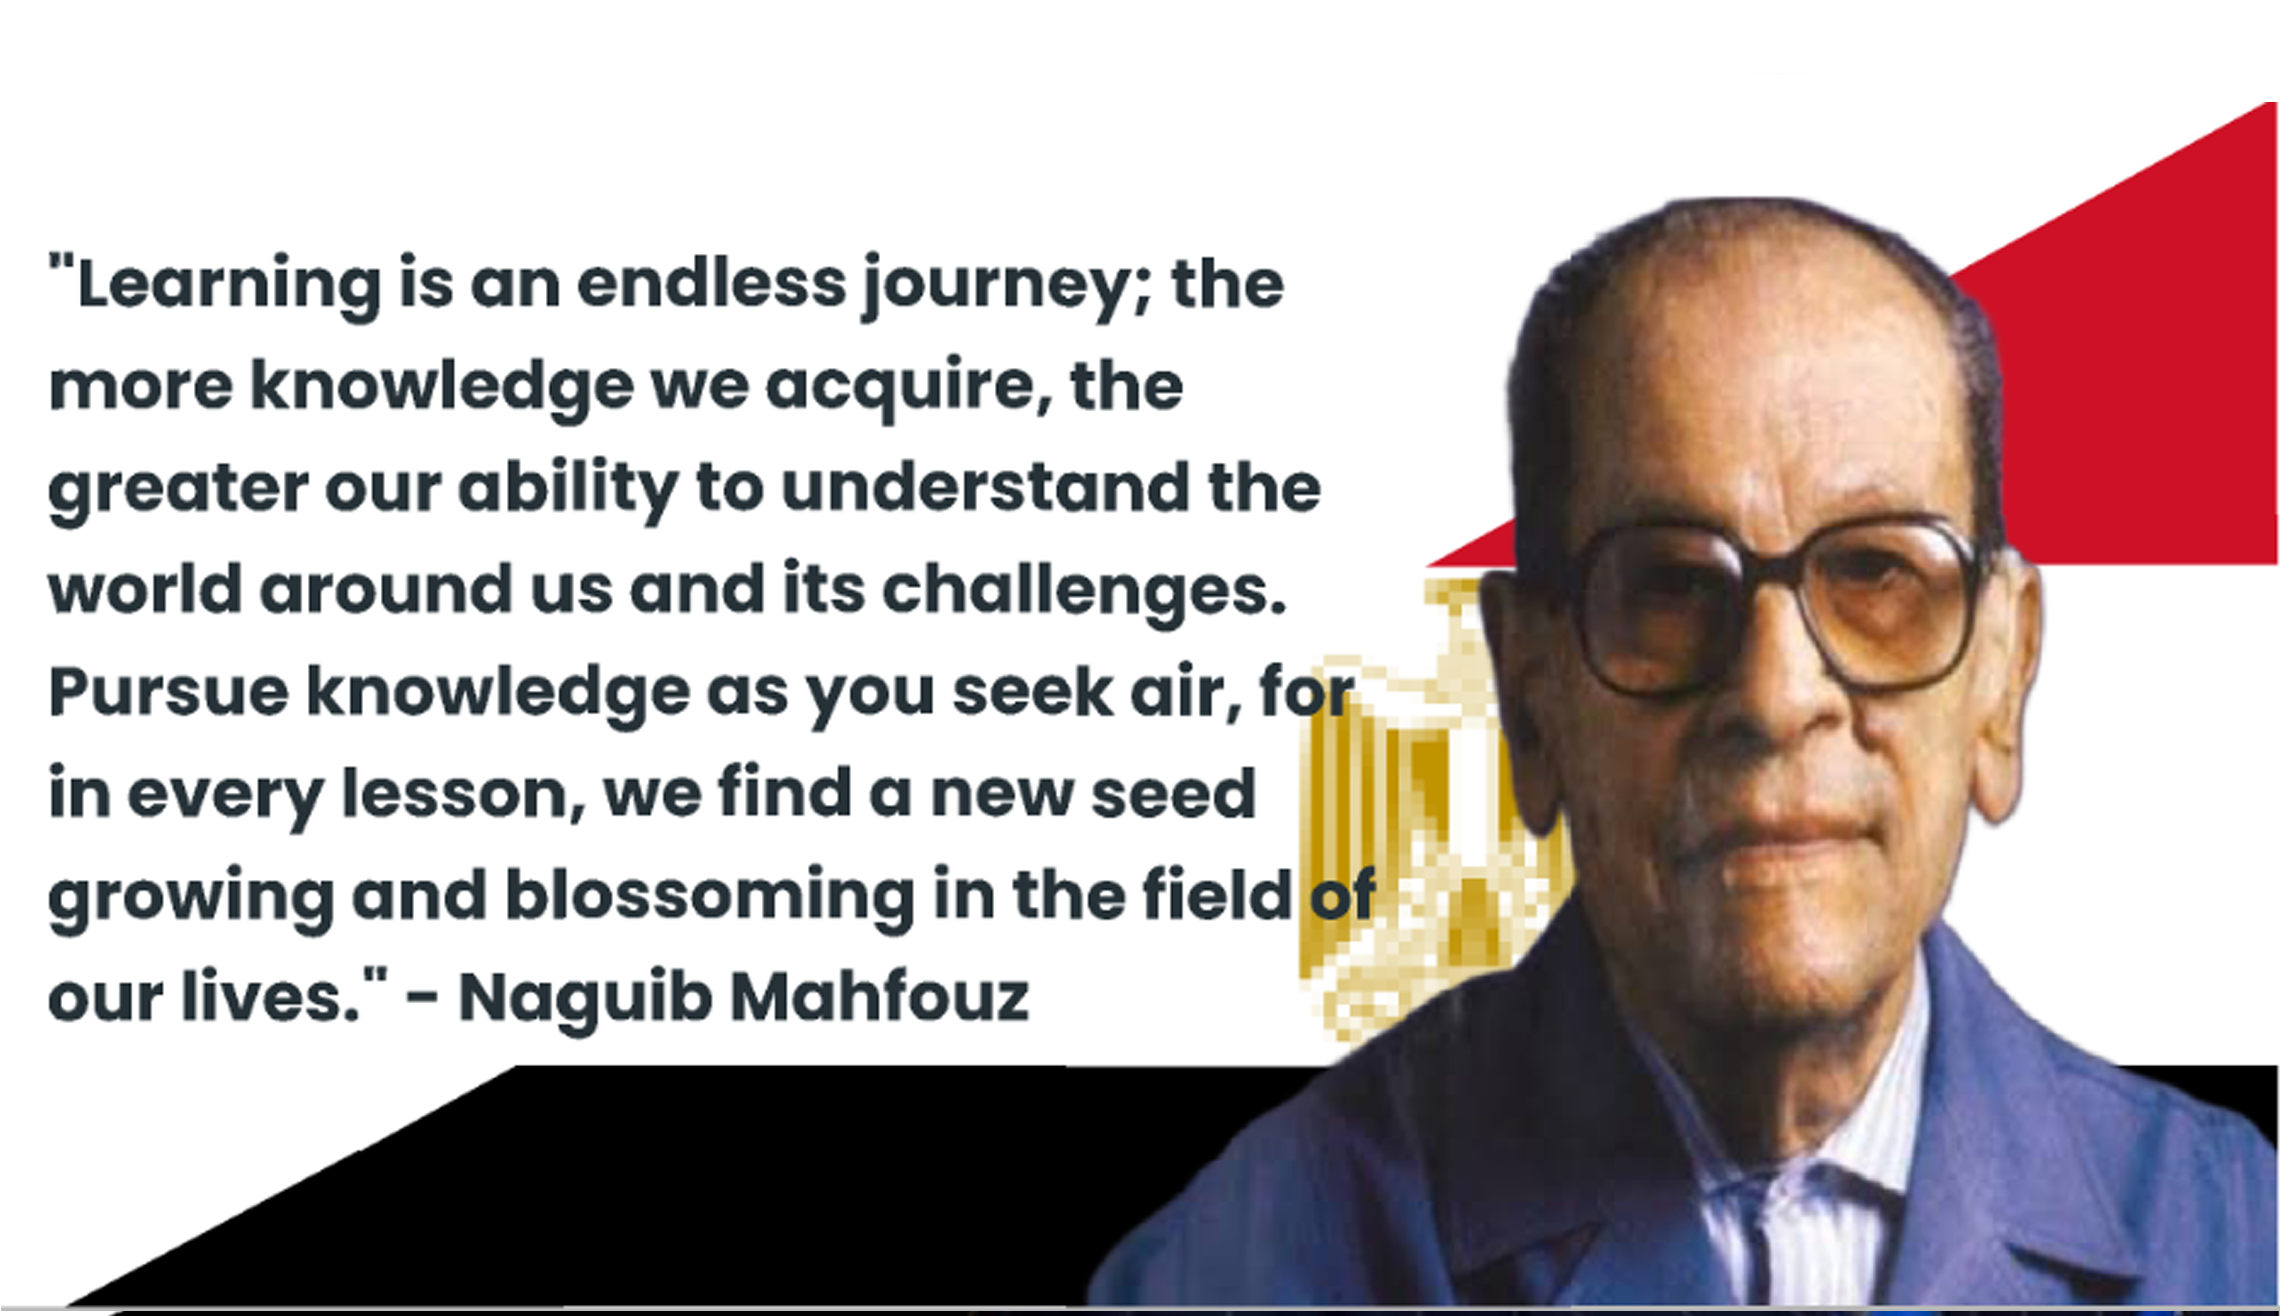 "Learning is an endless journey; the
more knowledge we acquire, the
greater our ability to understand the
world around us and its challenges.
Pursue knowledge as you seek air, for
in every lesson, we find a new seed
growing and blossoming in the field of
our lives." - Naguib Mahfouz